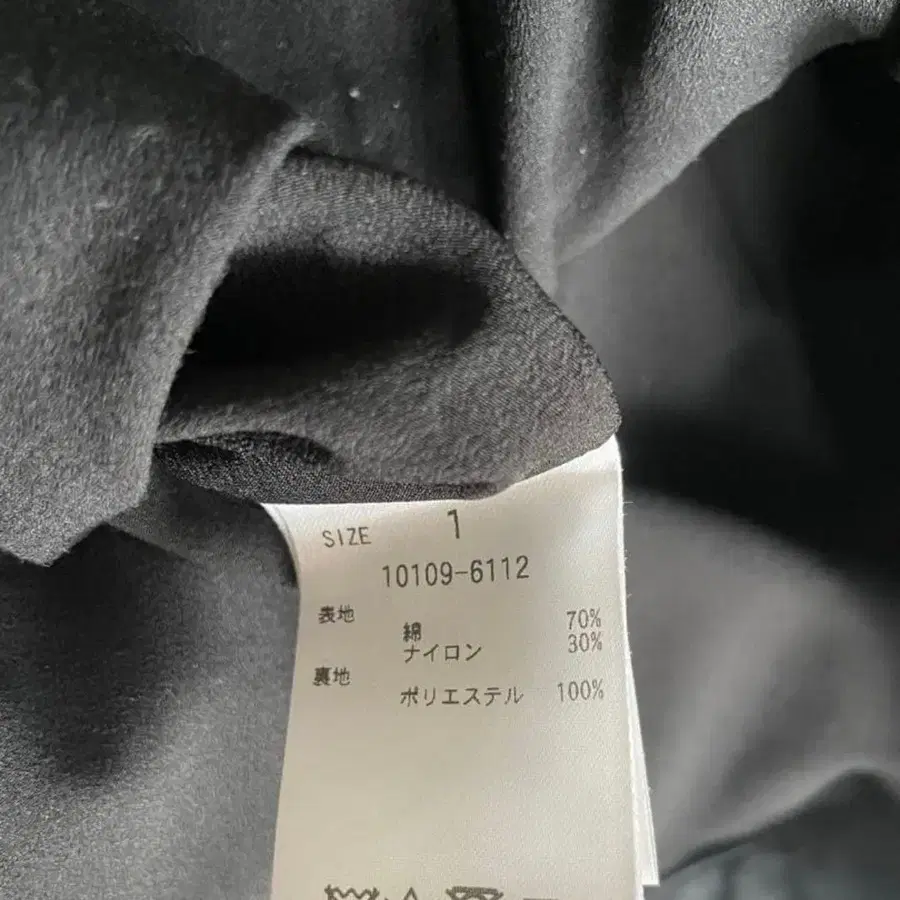 SIZE 1
10109-6112
表地
綿 70%
ナイロン 30%
裏地
ポリエステル 100%